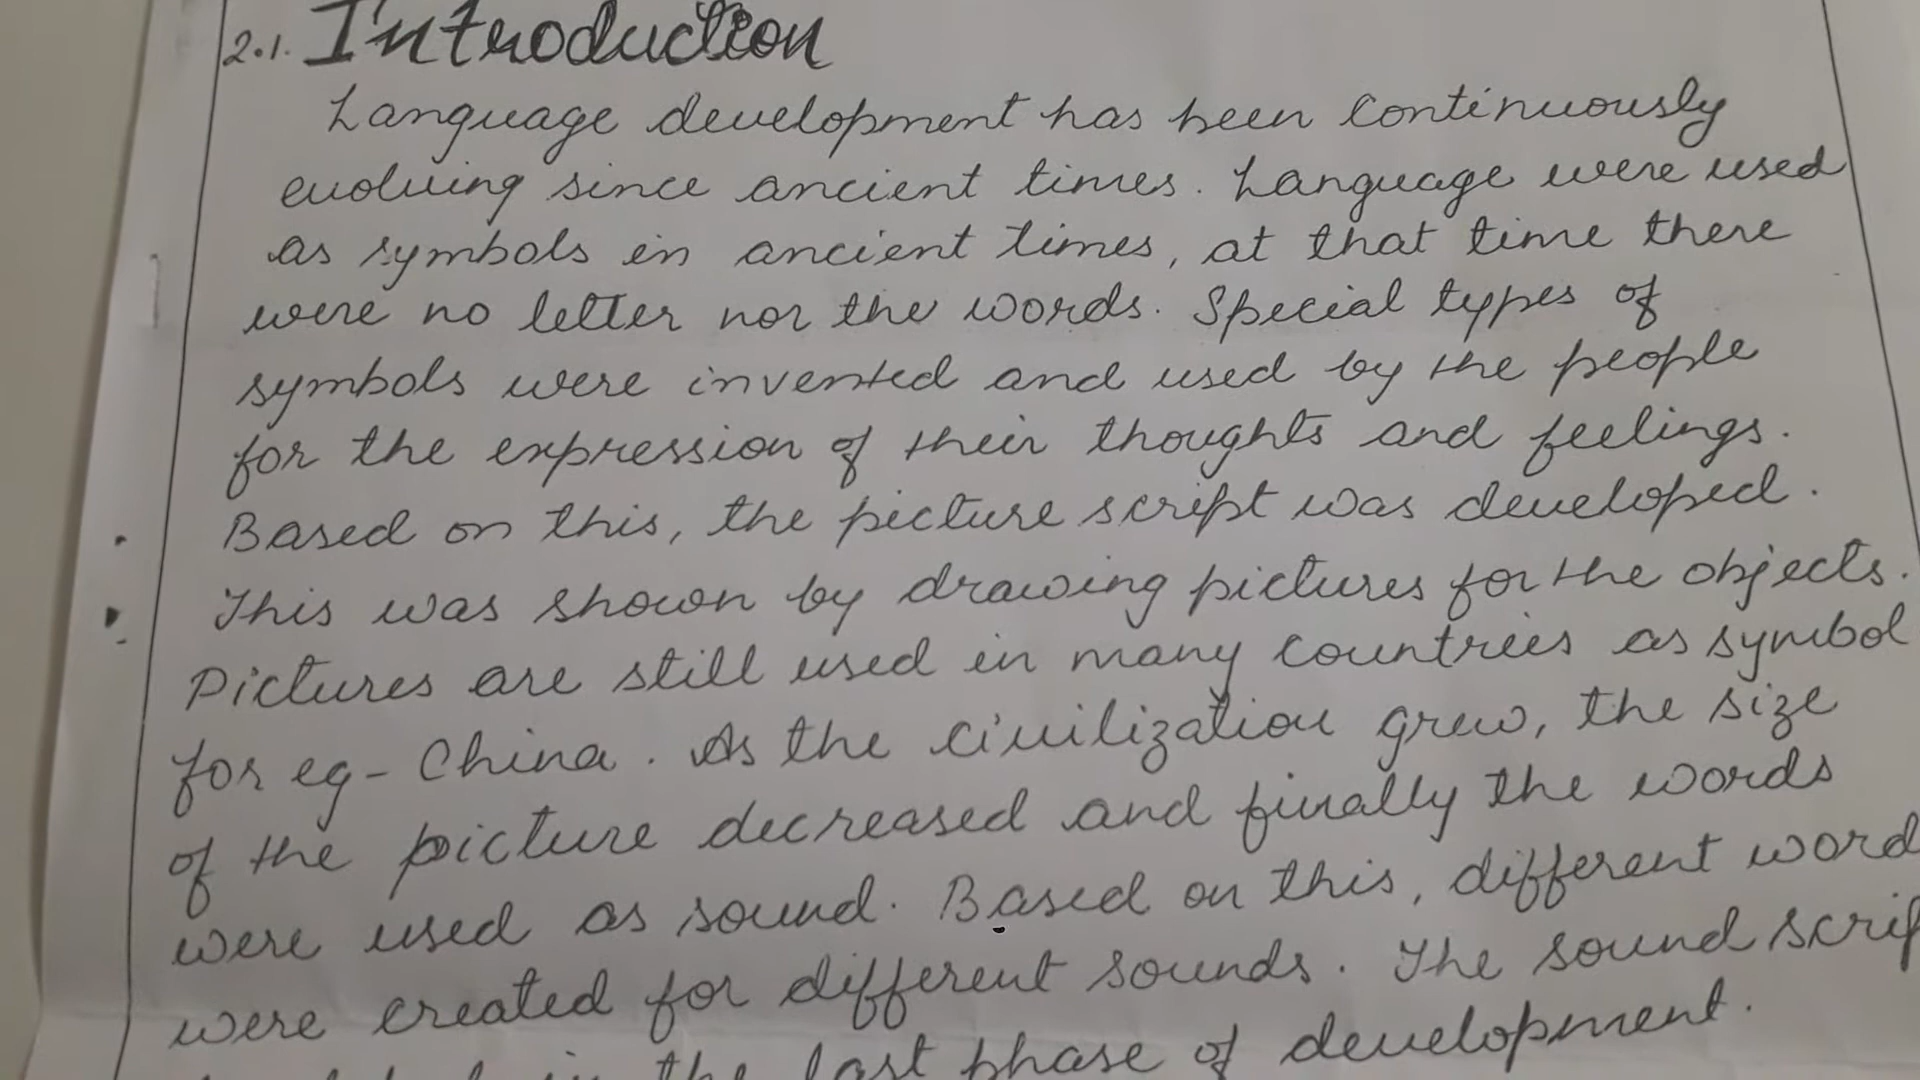 2.1. Introduction
Language development has been continuously
evolving since ancient times. Language were used
as symbols in ancient times, at that time there
were no letter nor the words. Special types of
symbols were invented and used by the people
for the expression of their thoughts and feelings.
Based on this, the picture script was developed.
This was shown by drawing pictures for the objects.
Pictures are still used in many countries as symbol
for eg - China. As the civilization grew, the size
of the picture decreased and finally the words
were used as sound. Based on this, different word
were created for different sounds. The sound scrip
in the last phase of development.